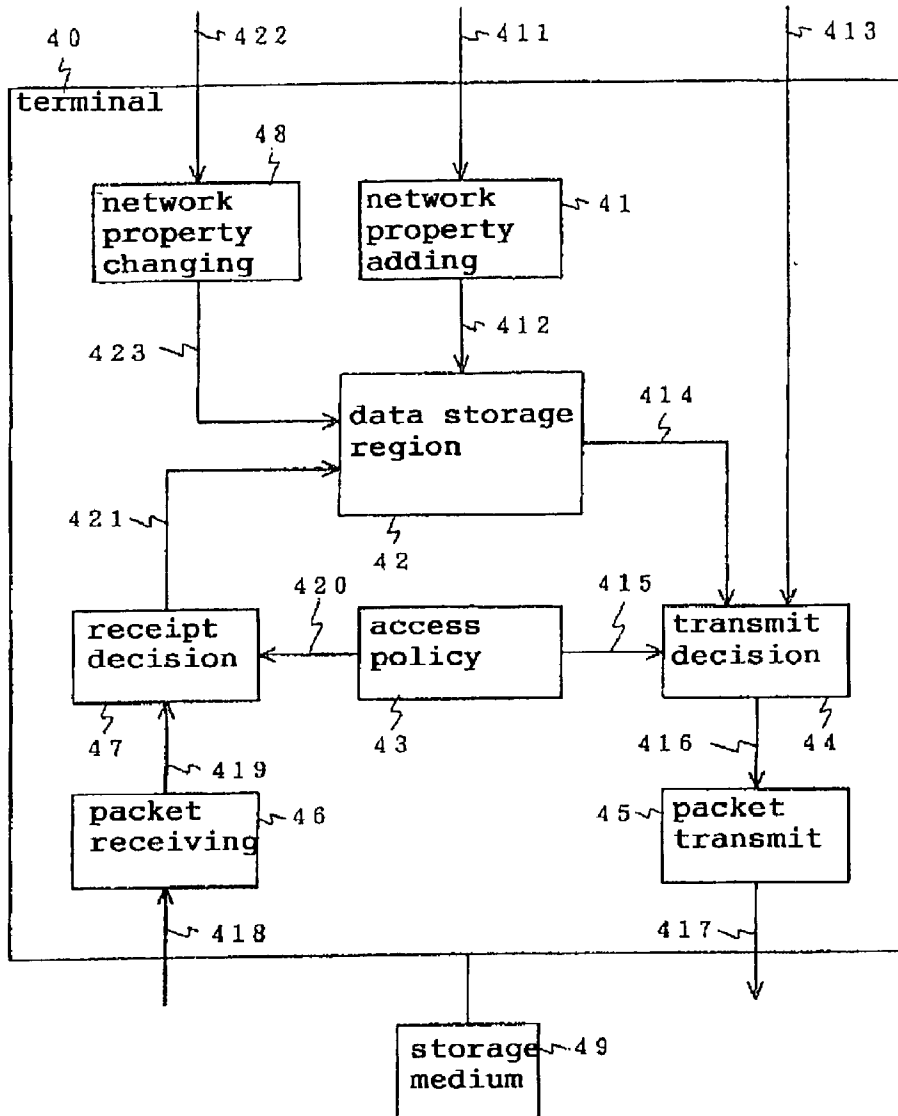 40
422
411
413
terminal
48
network
property
changing
network
property
adding
41
423
412
data storage
region
414
421
42
420
415
receipt
decision
access
policy
transmit
decision
47
419
43
416
44
packet
receiving
46
45
packet
transmit
418
417
storage
medium
49